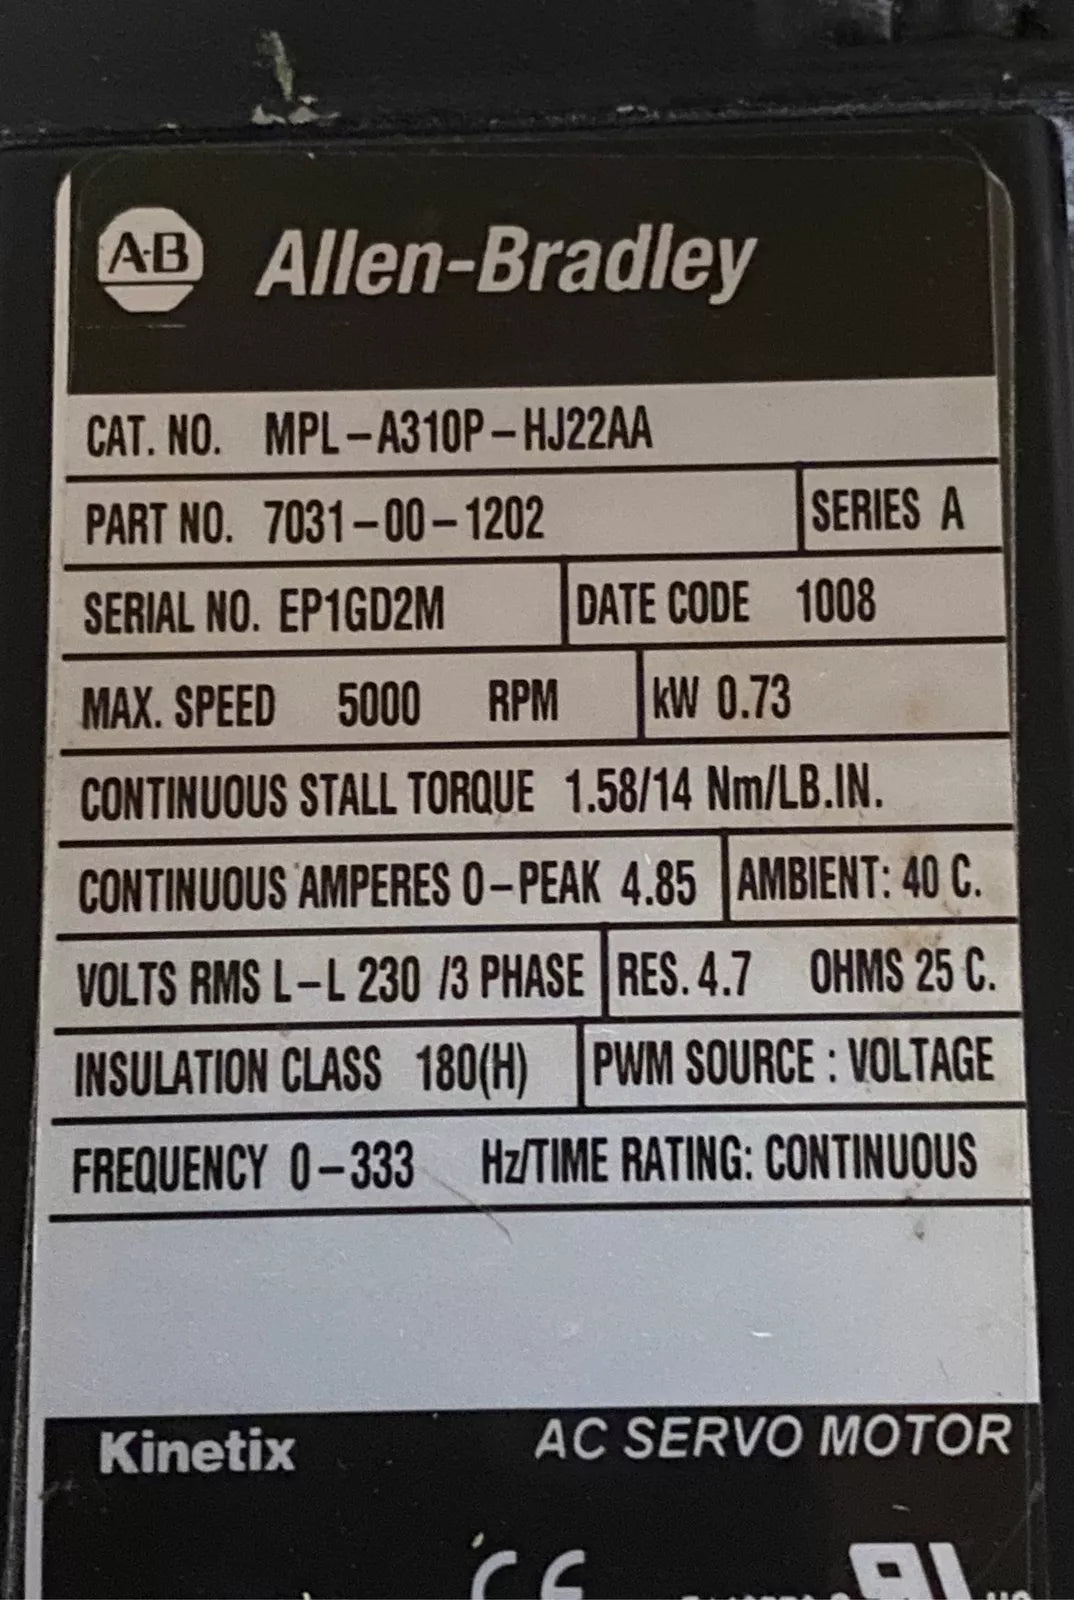 A-B Allen-Bradley
CAT. NO. MPL-A310P-HJ22AA
PART NO. 7031-00-1202 SERIES A
SERIAL NO. EP1GD2M DATE CODE 1008
MAX. SPEED 5000 RPM kW 0.73
CONTINUOUS STALL TORQUE 1.58/14 Nm/LB.IN.
CONTINUOUS AMPERES 0-PEAK 4.85 AMBIENT: 40 C.
VOLTS RMS L-L 230 /3 PHASE RES. 4.7 OHMS 25 C.
INSULATION CLASS 180(H) PWM SOURCE : VOLTAGE
FREQUENCY 0-333 Hz/TIME RATING: CONTINUOUS
Kinetix AC SERVO MOTOR
CE